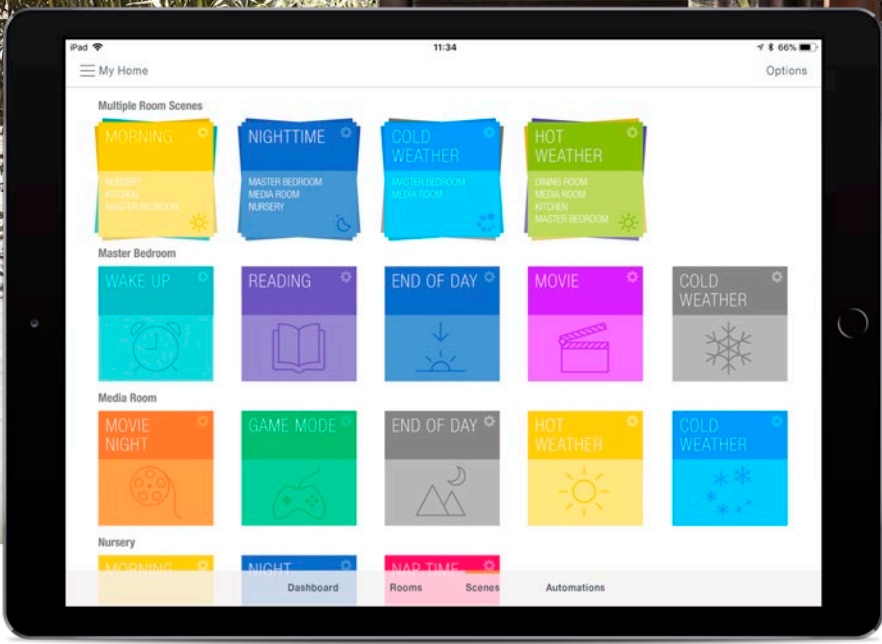 iPad 11:34 66%
My Home Options
Multiple Room Scenes
MORNING
NURSERY
KITCHEN
MASTER BEDROOM
NIGHTTIME
MASTER BEDROOM
MEDIA ROOM
NURSERY
COLD
WEATHER
MASTER BEDROOM
MEDIA ROOM
HOT
WEATHER
DINING ROOM
MEDIA ROOM
KITCHEN
MASTER BEDROOM
Master Bedroom
WAKE UP
READING
END OF DAY
MOVIE
COLD
WEATHER
Media Room
MOVIE
NIGHT
GAME MODE
END OF DAY
HOT
WEATHER
COLD
WEATHER
Nursery
MORNING
NIGHT
NAP TIME
Dashboard Rooms Scenes Automations